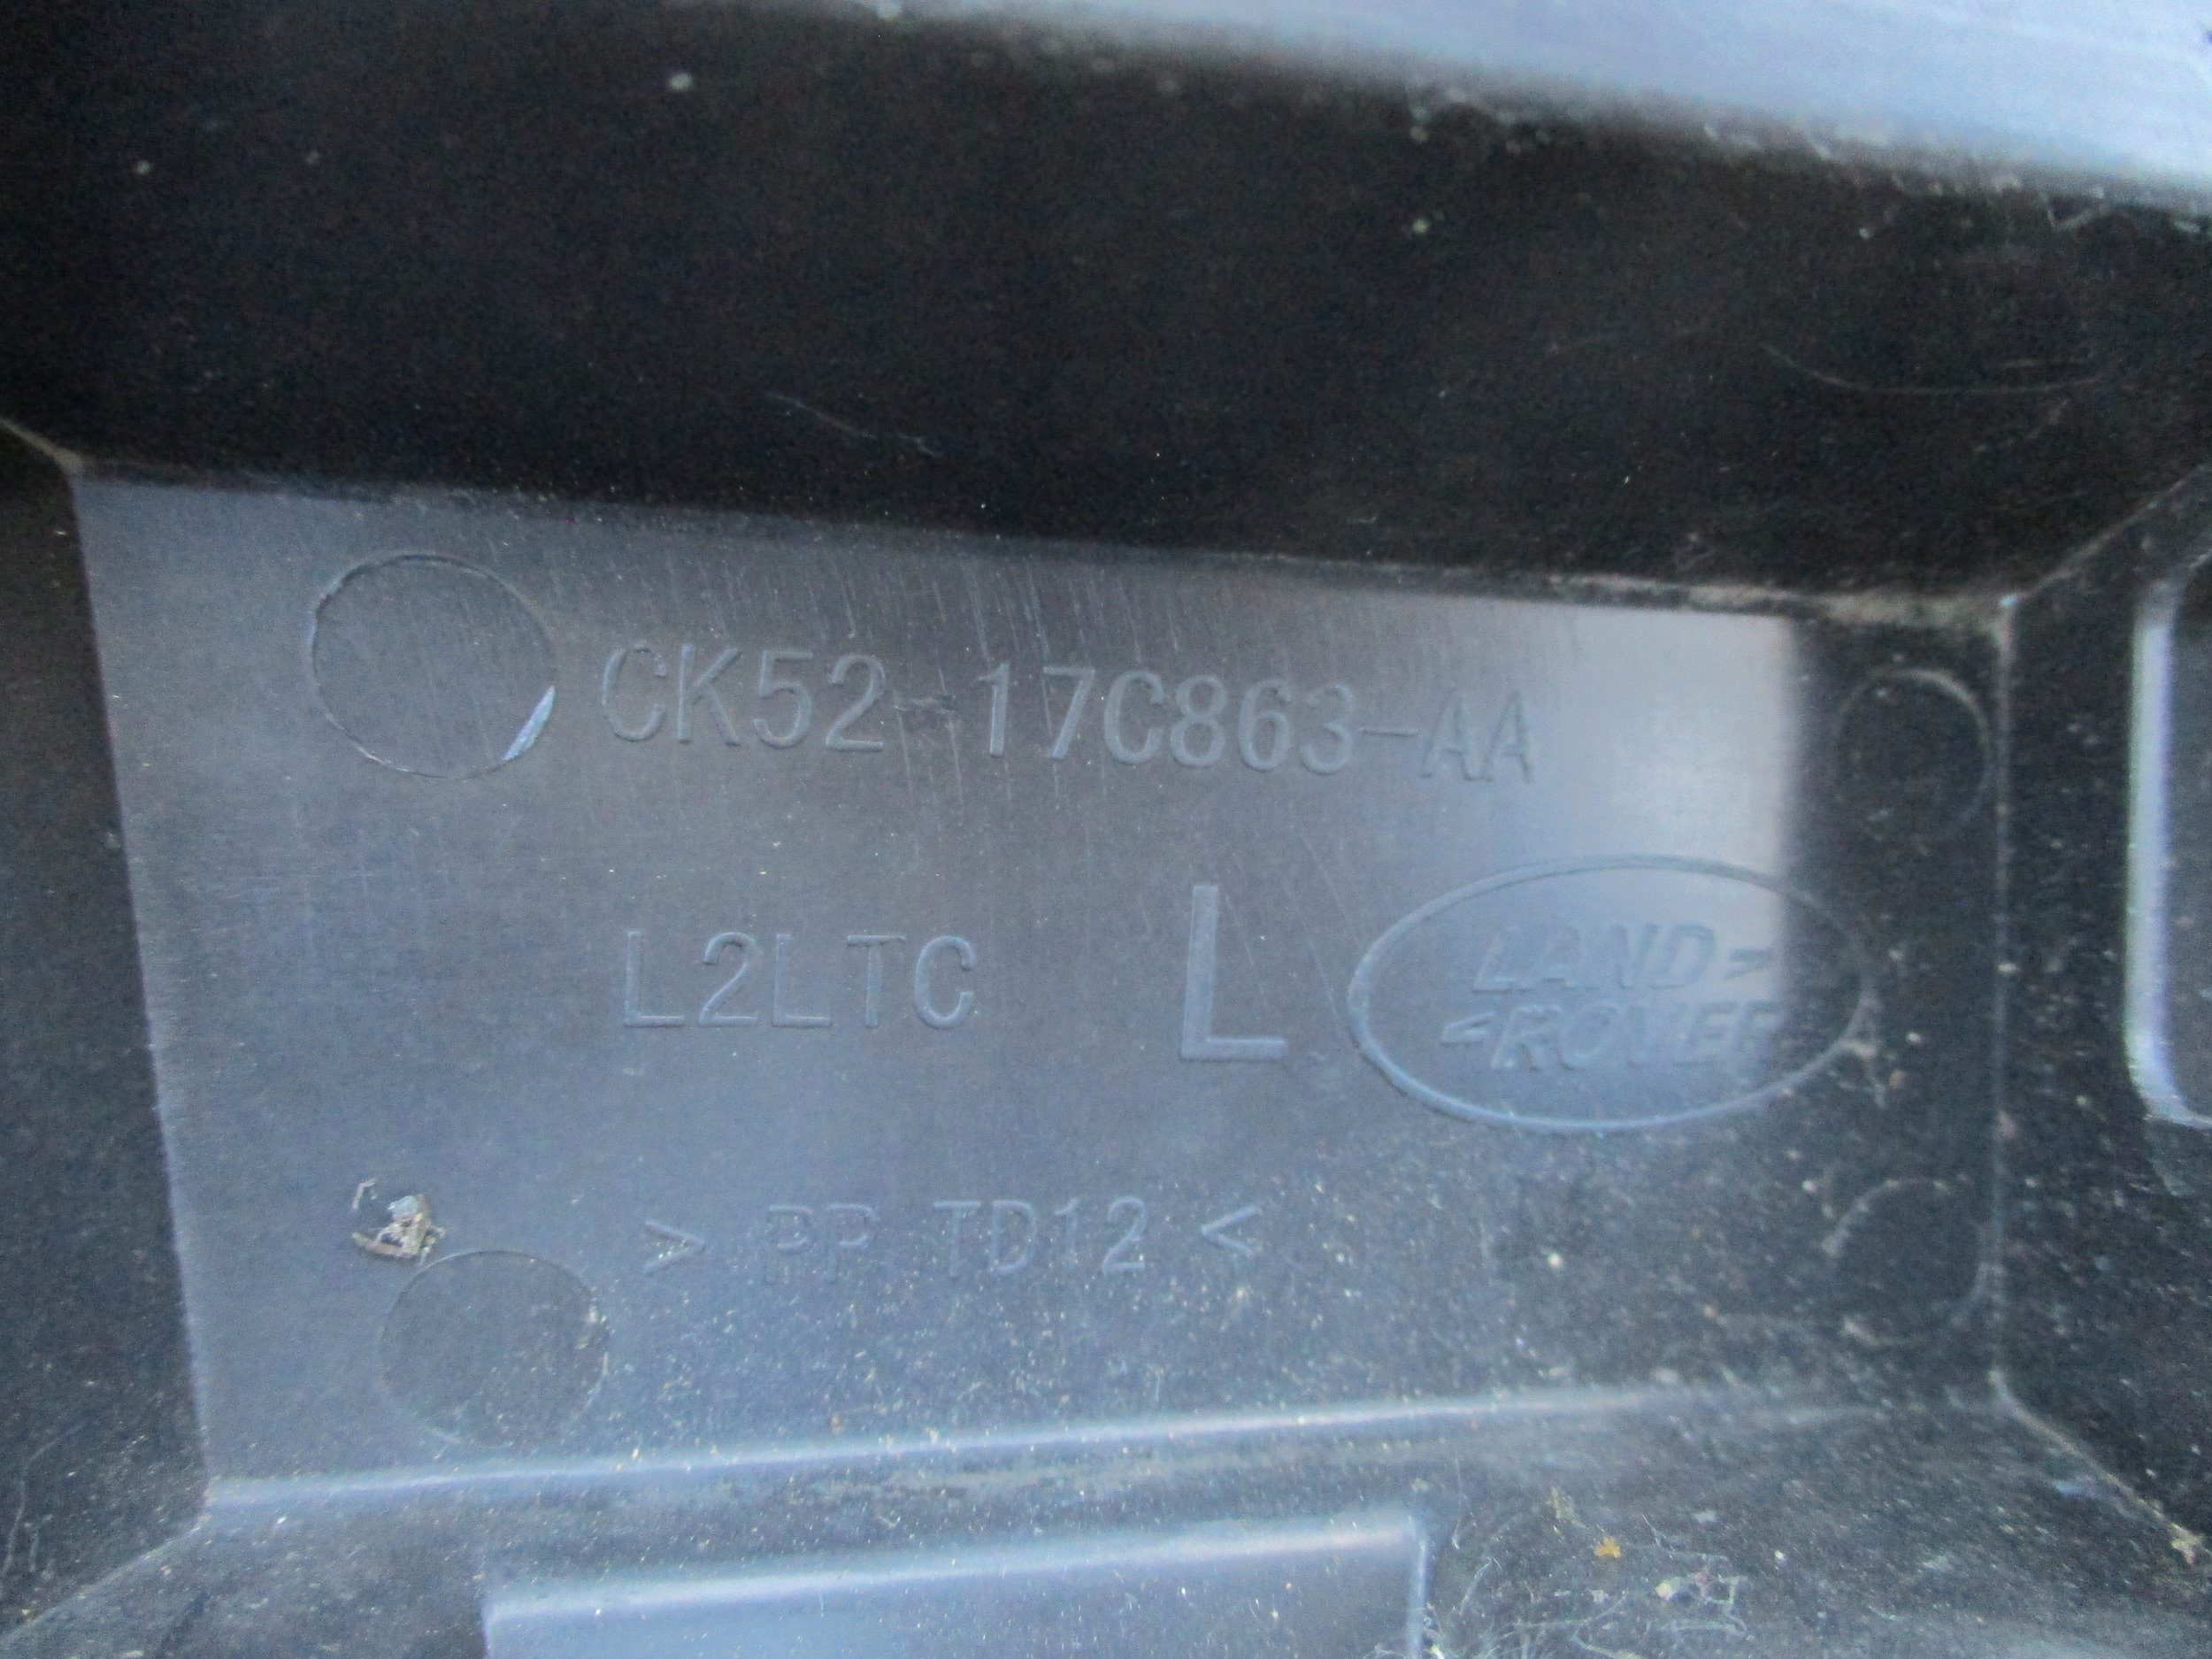 CK52-17C863-AA
L2LTC L
LAND
ROVER
> PP TD12 <